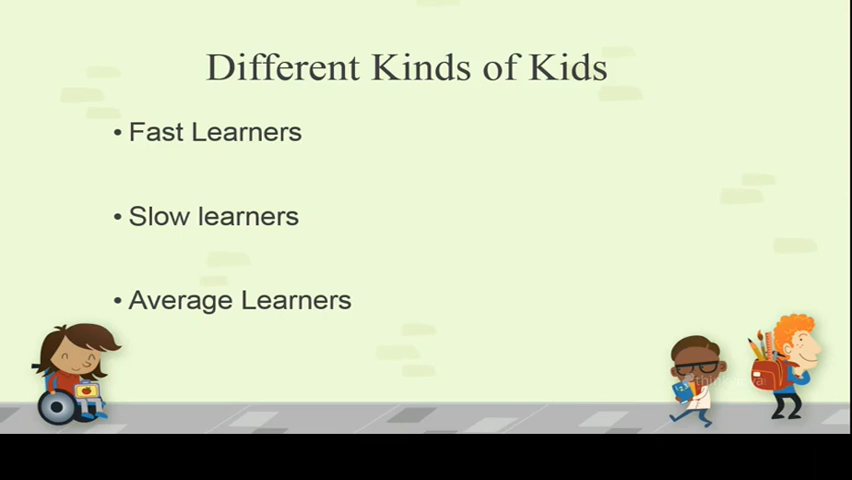 Different Kinds of Kids
• Fast Learners
• Slow learners
• Average Learners